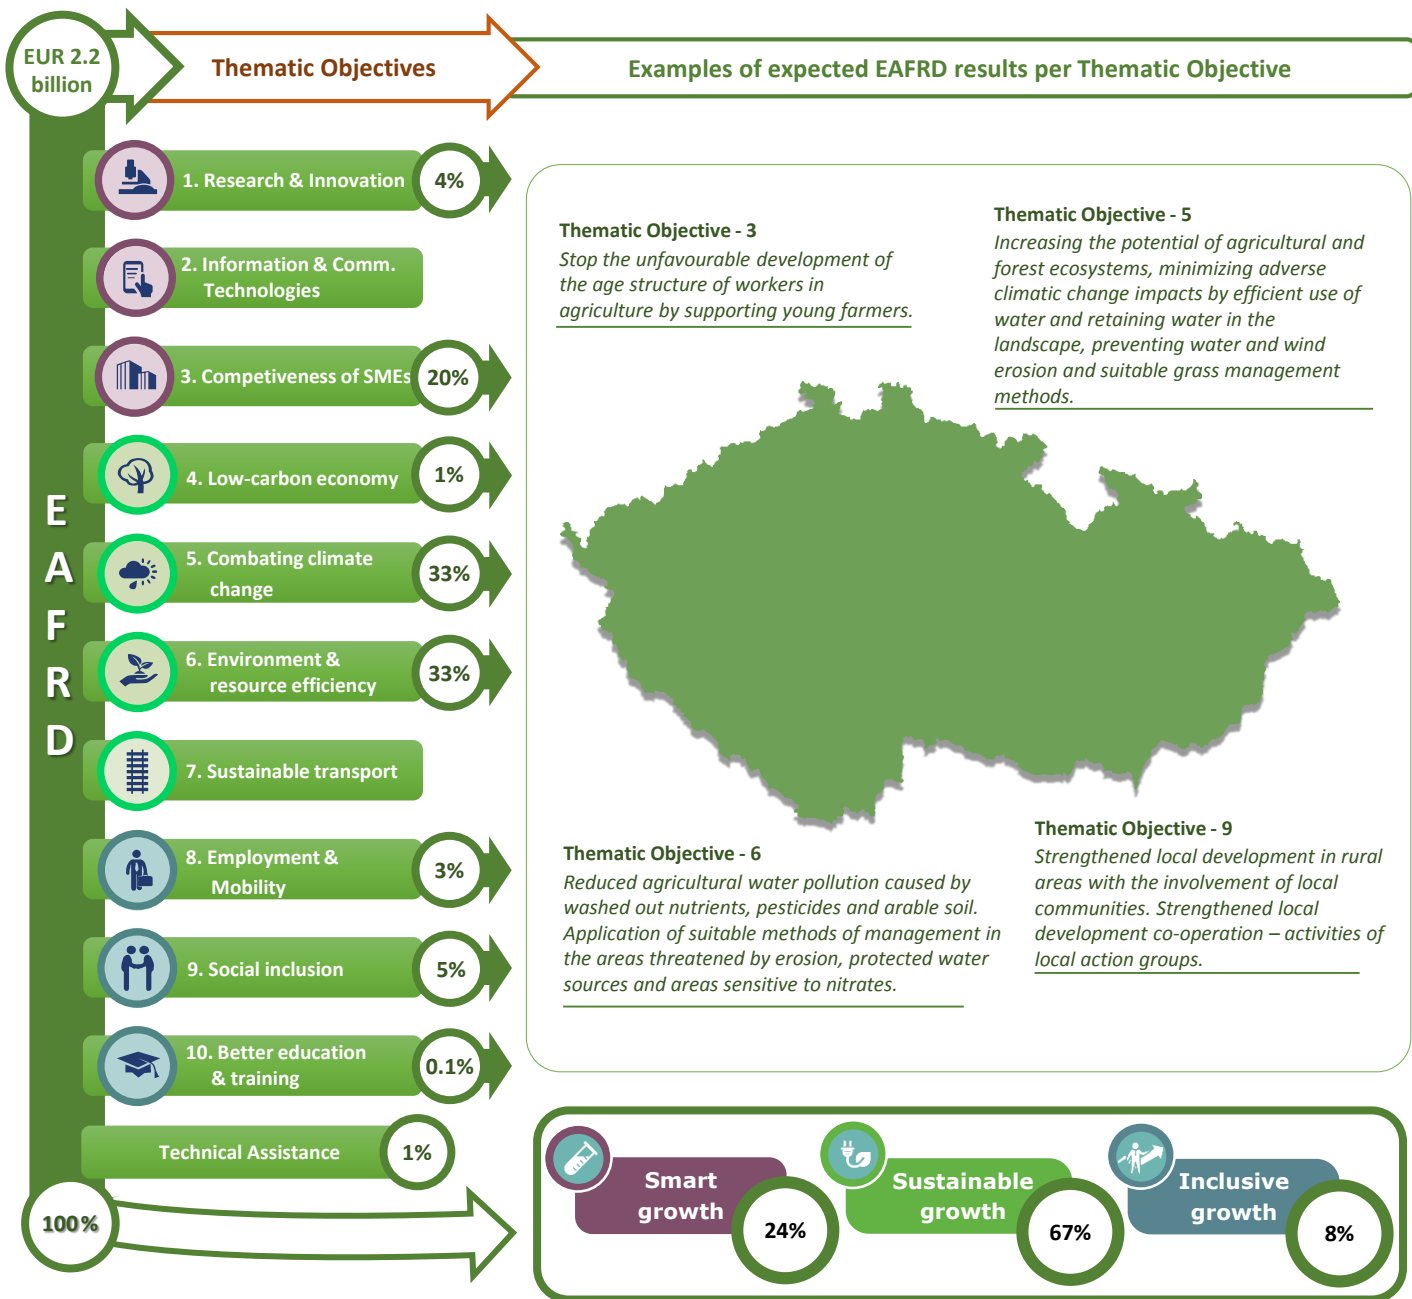 EUR 2.2
billion
Thematic Objectives
Examples of expected EAFRD results per Thematic Objective
EAFRD
1. Research & Innovation
4%
2. Information & Comm.
Technologies
3. Competiveness of SMEs
20%
4. Low-carbon economy
1%
5. Combating climate
change
33%
6. Environment &
resource efficiency
33%
7. Sustainable transport
8. Employment &
Mobility
3%
9. Social inclusion
5%
10. Better education
& training
0.1%
Technical Assistance
1%
100%
Thematic Objective - 3
Stop the unfavourable development of
the age structure of workers in
agriculture by supporting young farmers.
Thematic Objective - 5
Increasing the potential of agricultural and
forest ecosystems, minimizing adverse
climatic change impacts by efficient use of
water and retaining water in the
landscape, preventing water and wind
erosion and suitable grass management
methods.
Thematic Objective - 6
Reduced agricultural water pollution caused by
washed out nutrients, pesticides and arable soil.
Application of suitable methods of management in
the areas threatened by erosion, protected water
sources and areas sensitive to nitrates.
Thematic Objective - 9
Strengthened local development in rural
areas with the involvement of local
communities. Strengthened local
development co-operation – activities of
local action groups.
Smart
growth
24%
Sustainable
growth
67%
Inclusive
growth
8%